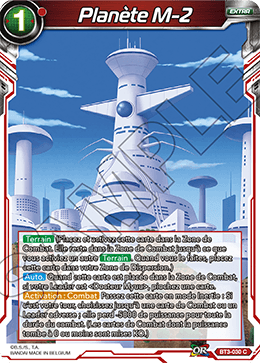 1
Planète M-2
EXTRA
Terrain (Placez et activez cette carte dans la Zone de
Combat. Elle reste dans la Zone de Combat jusqu'à ce que
vous activiez un autre Terrain. Quand vous le faites, placez
cette carte dans votre Zone de Dispersion.)
Auto Quand cette carte est placée dans la Zone de Combat,
si votre Leader est <Docteur Myuu>, piochez une carte.
Activation : Combat Passez cette carte en mode Inerte : Si
c'est votre tour, choisissez jusqu'à une carte de Combat ou un
Leader adverse ; elle perd -5000 de puissance pour toute la
durée du combat. (Les cartes de combat dont la puissance
tombe à 0 ou moins sont mises KO.)
©B.S./S., T.A.
BANDAI MADE IN BELGIUM
BT3-030 C
SAMPLE